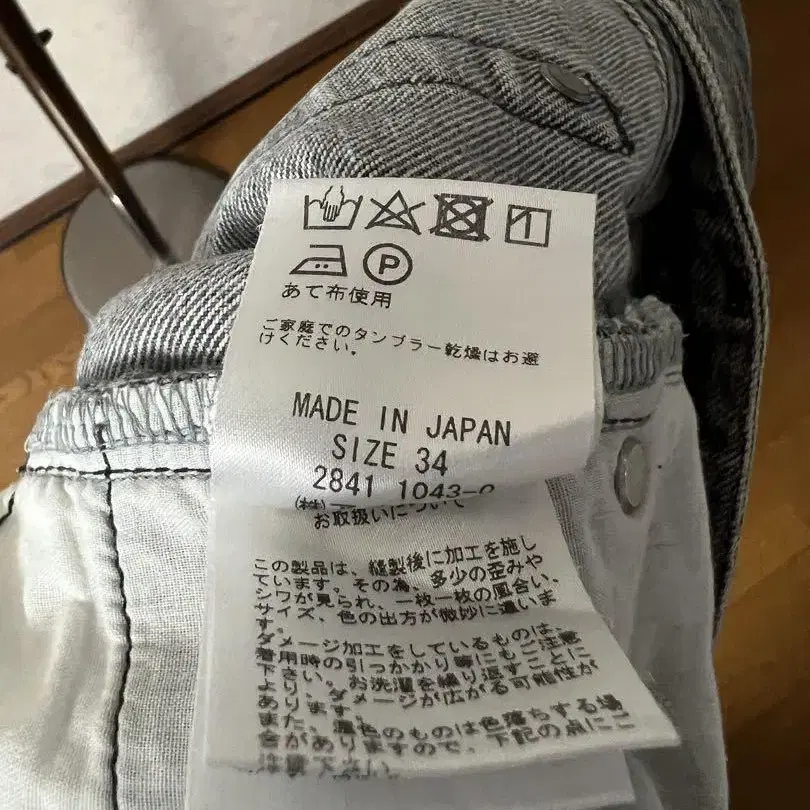 P
あて布使用
ご家庭でのタンブラー乾燥はお避
けください。
MADE IN JAPAN
SIZE 34
2841 1043-
(株)
お取扱いについて
この製品は、縫製後に加工を施し
ています。その為、多少の歪みや
シワが見られ、一枚一枚の風合い、
サイズ、色の出方が微妙に違いま
す。
ダメージ加工をしているものは、
着用時の引っかかり等にもご注意
下さい。お洗濯を繰り返すことに
より、ダメージが広がる可能性が
あります。
また、濃色のものは色落ちする場
合がありますので、下記の点にご
注意下さい。